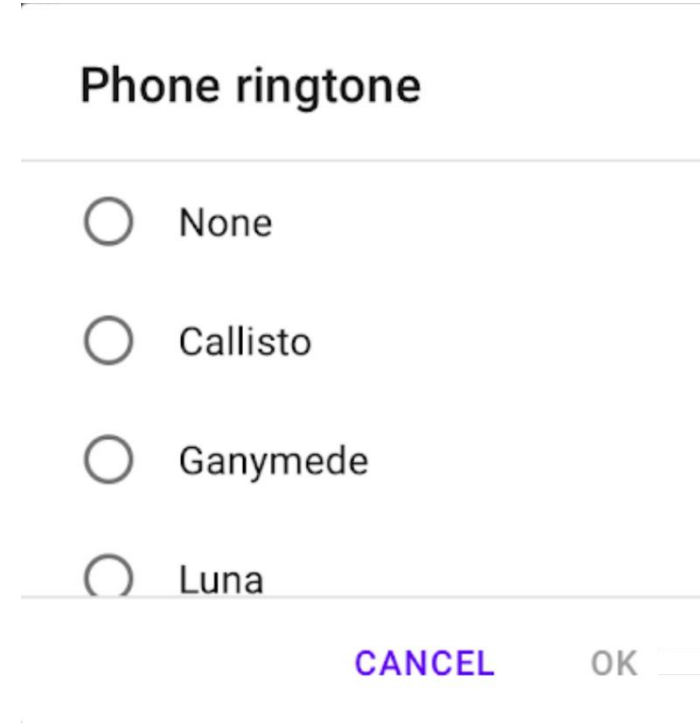 Phone ringtone
None
Callisto
Ganymede
Luna
CANCEL OK